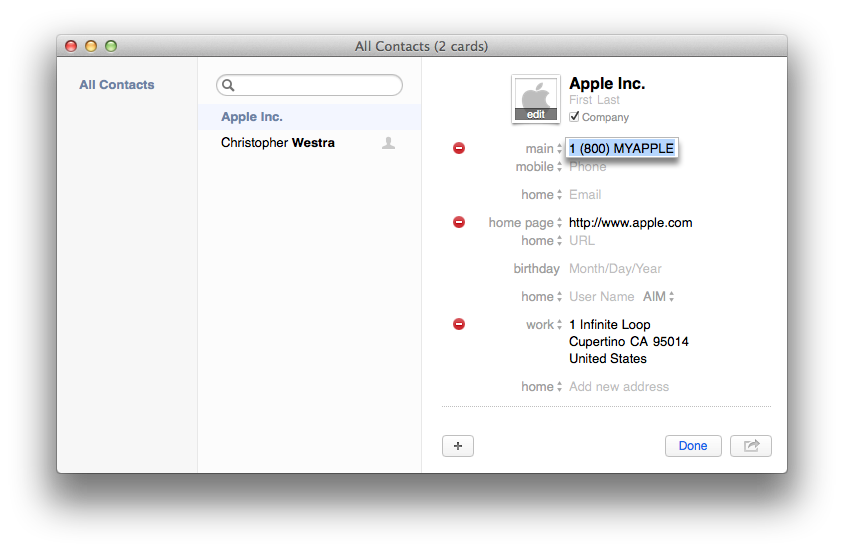 All Contacts (2 cards)
All Contacts
Apple Inc.
Christopher Westra
Apple Inc.
First Last
edit
Company
main 1 (800) MYAPPLE
mobile Phone
home Email
home page http://www.apple.com
home URL
birthday Month/Day/Year
home User Name AIM
work 1 Infinite Loop
Cupertino CA 95014
United States
home Add new address
+ Done